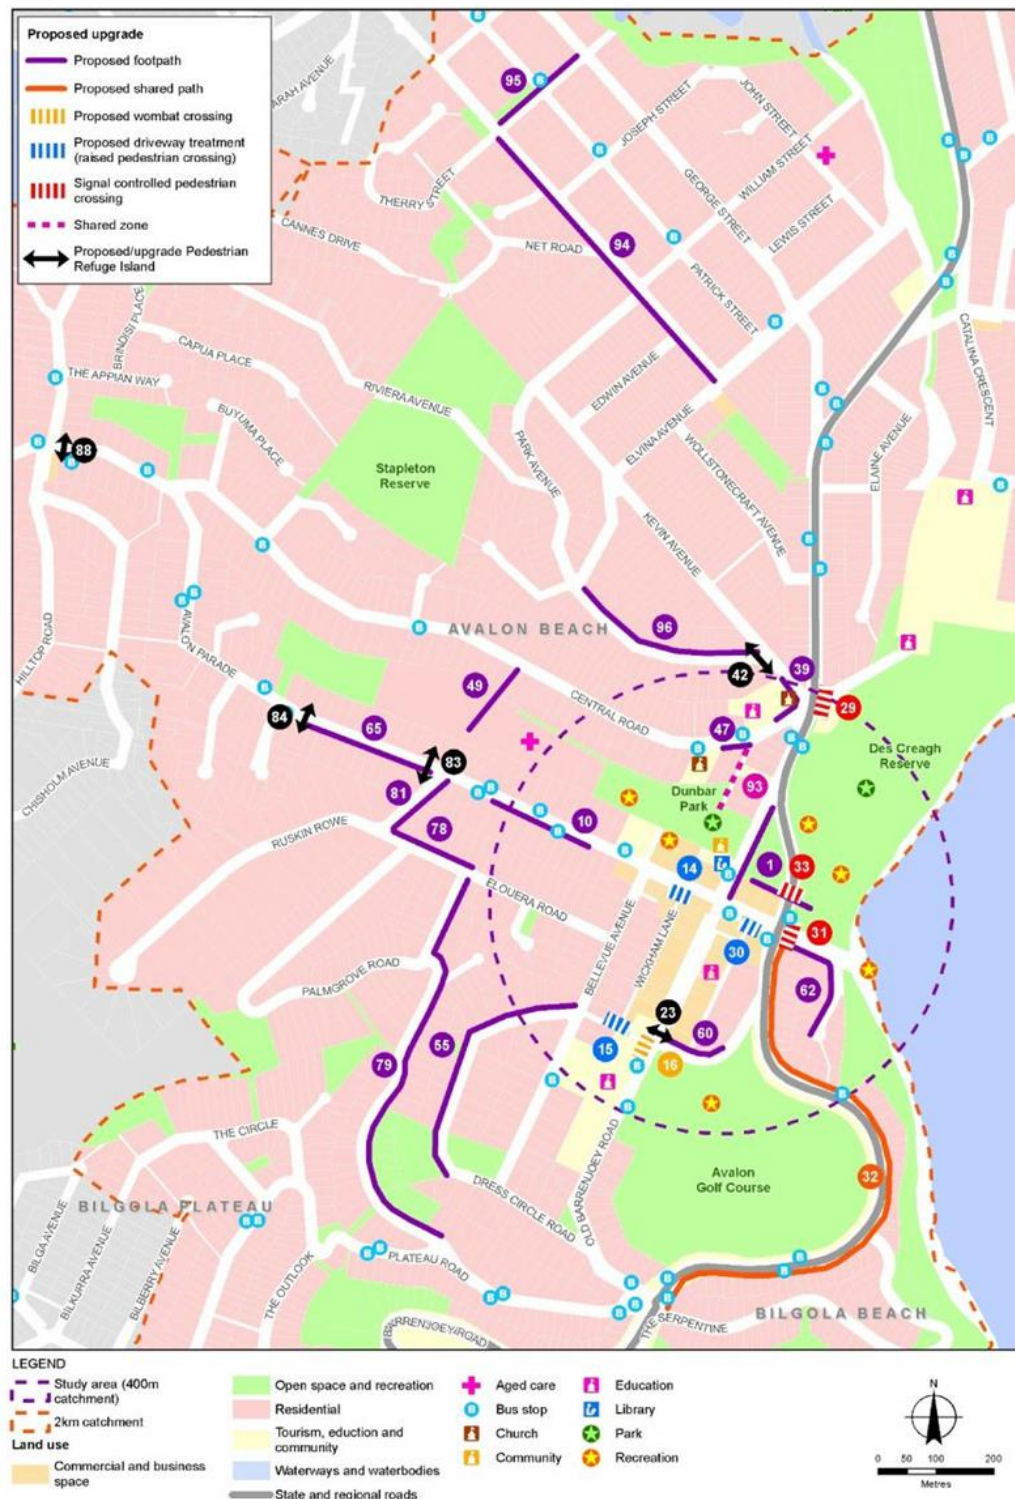 Proposed upgrade
Proposed footpath
Proposed shared path
Proposed wombat crossing
Proposed driveway treatment
(raised pedestrian crossing)
Signal controlled pedestrian
crossing
Shared zone
Proposed/upgrade Pedestrian
Refuge Island
ARAH AVENUE
95
B
JOSEPH STREET
JOHN STREET
WILLIAM STREET
GEORGE STREET
LEWIS STREET
THERRY STREET
CANNES DRIVE
NET ROAD
94
PATRICK STREET
BRINDISI PLACE
CAPUA PLACE
THE APPIAN WAY
RIVIERA AVENUE
BUYUMA PLACE
EDWIN AVENUE
ELVINA AVENUE
PARK AVENUE
WOLLSTONECRAFT AVENUE
ELAINE AVENUE
CATALINA CRESCENT
88
Stapleton
Reserve
KEVIN AVENUE
HILLTOP ROAD
AVALON PARADE
AVALON BEACH
96
42
39
29
49
CENTRAL ROAD
47
84
65
83
93
Des Creagh
Reserve
Dunbar
Park
CHISHOLM AVENUE
81
RUSKIN ROWE
78
10
14
1
33
ELOUERA ROAD
BELLEVUE AVENUE
WICKHAM LANE
30
31
PALMGROVE ROAD
62
23
60
55
15
16
79
THE CIRCLE
Avalon
Golf Course
32
DRESS CIRCLE ROAD
OLD BARRENJOEY ROAD
BILGOLA PLATEAU
BILGA AVENUE
BILKURRA AVENUE
BILBERRY AVENUE
THE OUTLOOK
PLATEAU ROAD
BARRENJOEY ROAD
THE SERPENTINE
BILGOLA BEACH
LEGEND
Study area (400m
catchment)
2km catchment
Land use
Commercial and business
space
Open space and recreation
Residential
Tourism, eduction and
community
Waterways and waterbodies
State and regional roads
Aged care
Bus stop
Church
Community
Education
Library
Park
Recreation
N
0 50 100 200
Metres